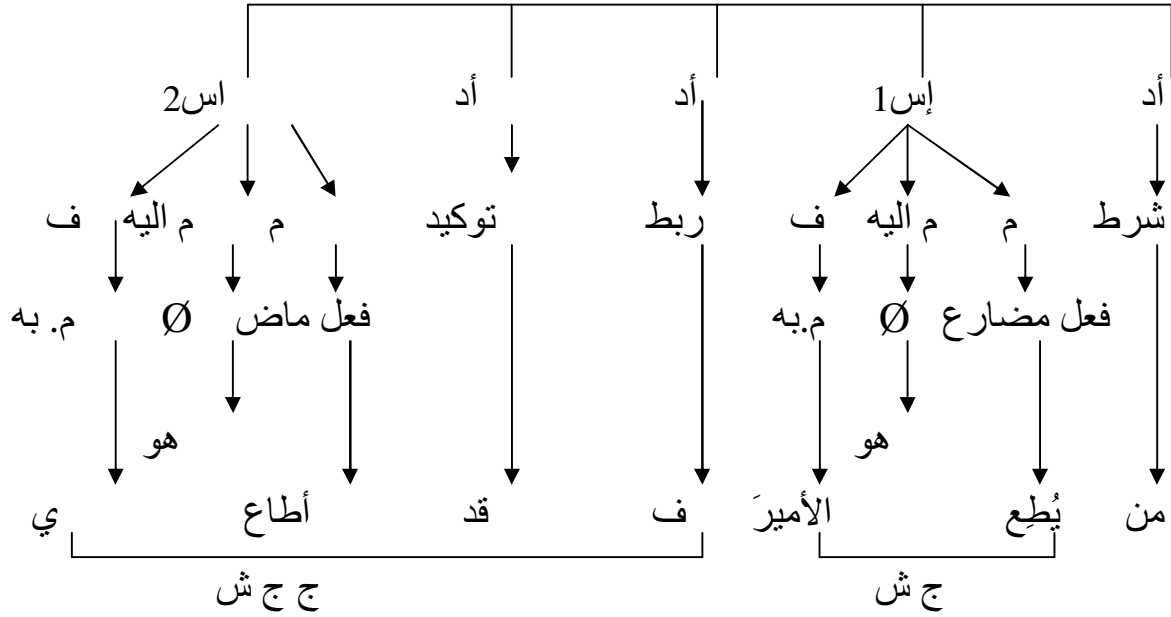 أد إس1 أد أد اس2
شرط م م اليه ف ربط توكيد م م اليه ف
فعل مضارع Ø م.به فعل ماض Ø م. به
هو هو
من يُطِع الأميرَ ف قد أطاع ي
ج ش ج ج ش